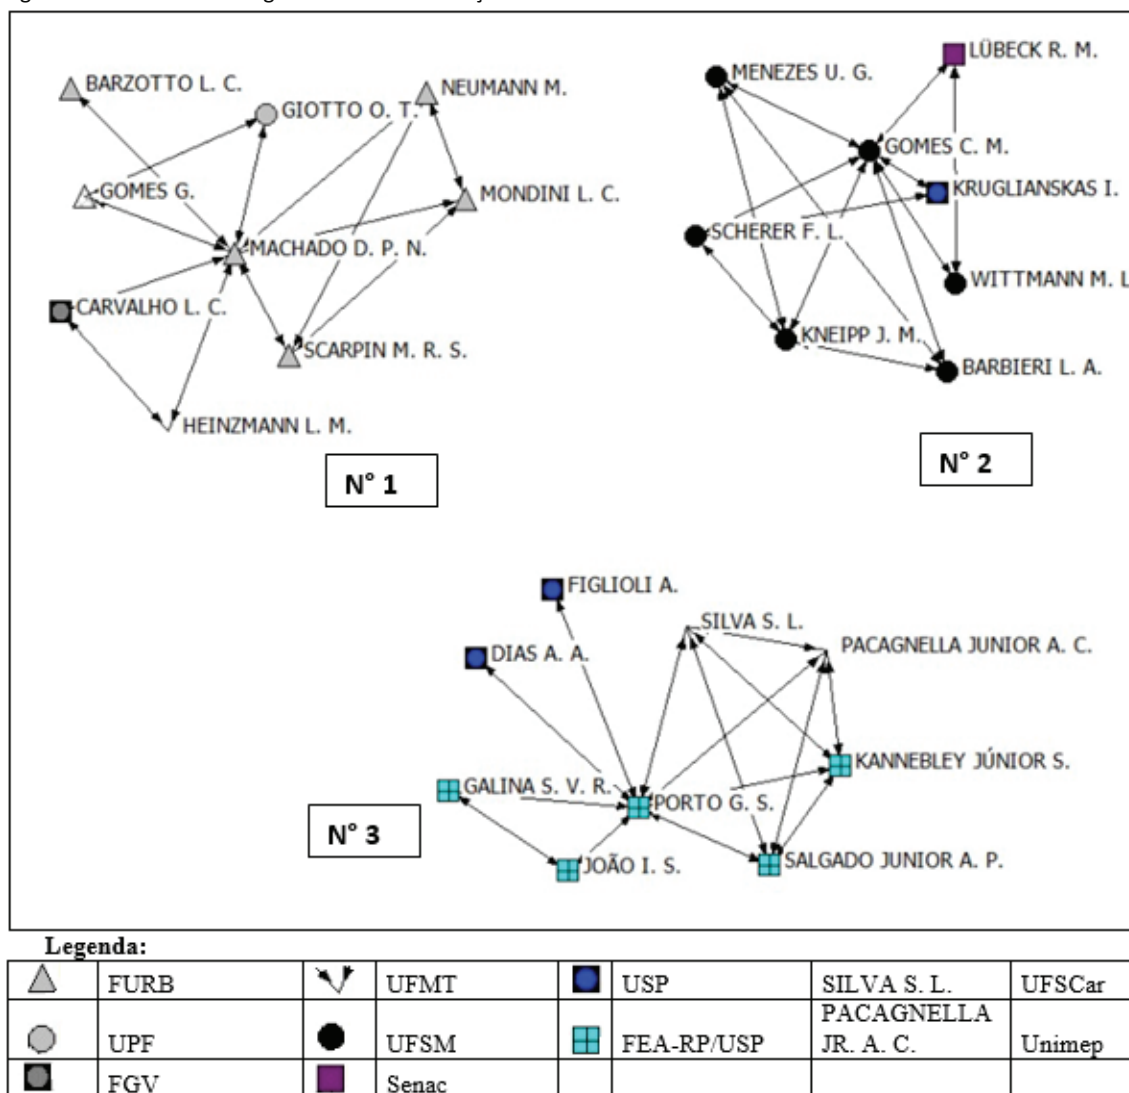 BARZOTTO L. C.
NEUMANN M.
GIOTTO O. T.
GOMES G.
MONDINI L. C.
MACHADO D. P. N.
CARVALHO L. C.
SCARPIN M. R. S.
HEINZMANN L. M.
N° 1
LÜBECK R. M.
MENEZES U. G.
GOMES C. M.
KRUGLIANSKAS I.
SCHERER F. L.
WITTMANN M. L
KNEIPP J. M.
BARBIERI L. A.
N° 2
FIGLIOLI A.
SILVA S. L.
DIAS A. A.
PACAGNELLA JUNIOR A. C.
KANNEBLEY JÚNIOR S.
GALINA S. V. R.
PORTO G. S.
JOÃO I. S.
SALGADO JUNIOR A. P.
N° 3
Legenda:
FURB UFMT USP SILVA S. L. UFSCar
UPF UFSM FEA-RP/USP PACAGNELLA JR. A. C. Unimep
FGV Senac